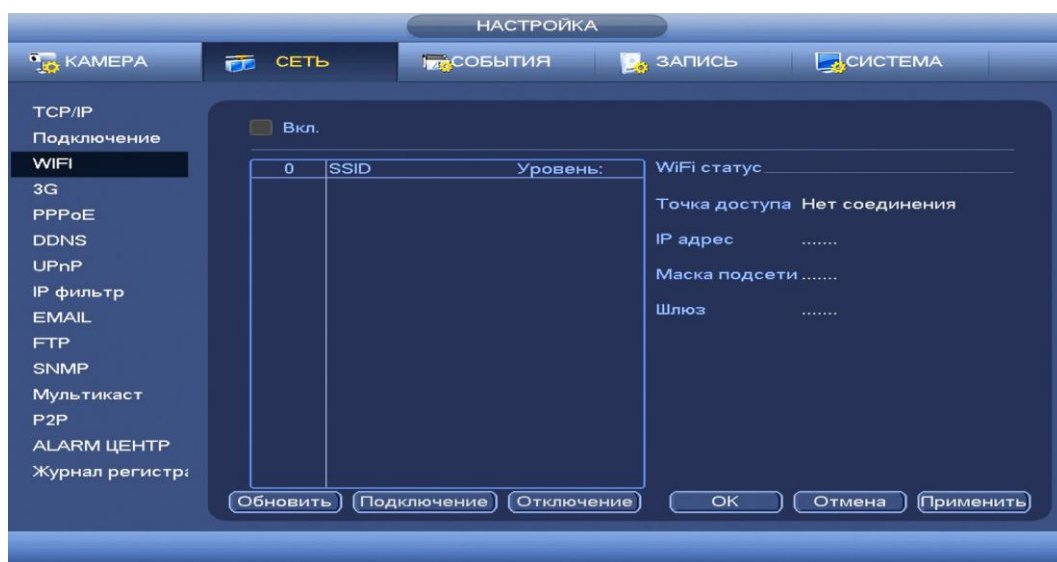 НАСТРОЙКА
КАМЕРА СЕТЬ СОБЫТИЯ ЗАПИСЬ СИСТЕМА
TCP/IP
Подключение
WIFI
3G
PPPoE
DDNS
UPnP
IP фильтр
EMAIL
FTP
SNMP
Мультикаст
P2P
ALARM ЦЕНТР
Журнал регистра
Вкл.
0 SSID Уровень:
WiFi статус
Точка доступа Нет соединения
IP адрес .......
Маска подсети .......
Шлюз .......
Обновить Подключение Отключение OK Отмена Применить